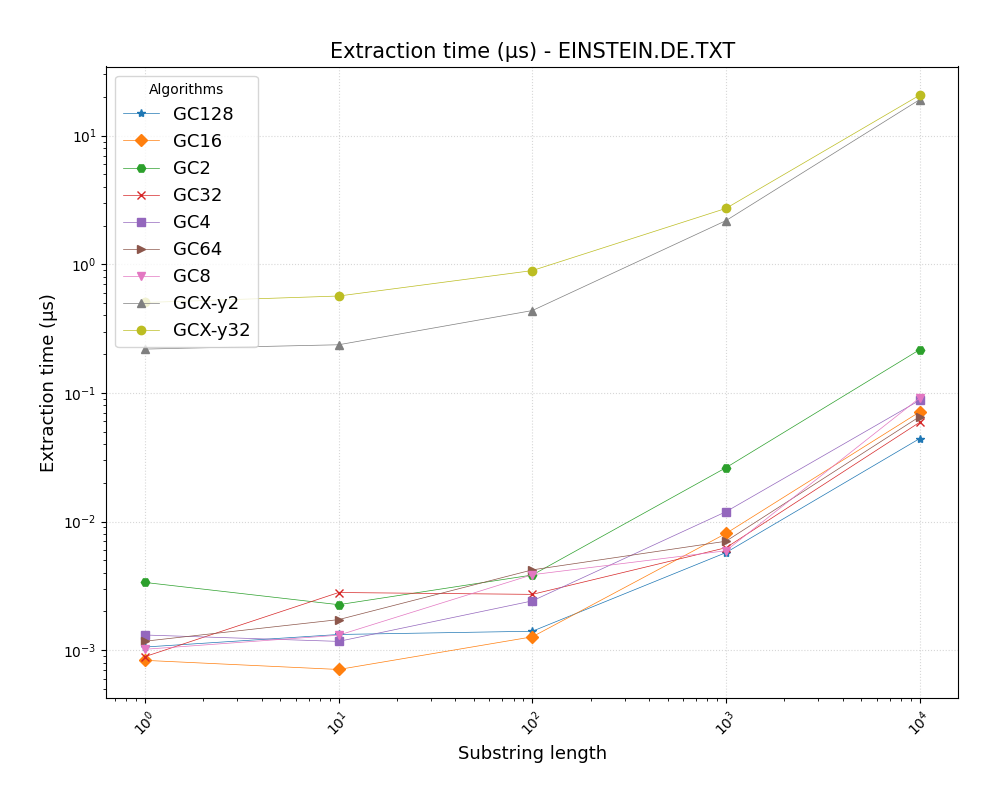 Extraction time (µs) - EINSTEIN.DE.TXT
Algorithms
GC128
GC16
GC2
GC32
GC4
GC64
GC8
GCX-y2
GCX-y32
Extraction time (µs)
10¹
10⁰
10⁻¹
10⁻²
10⁻³
10⁰ 10¹ 10² 10³ 10⁴
Substring length